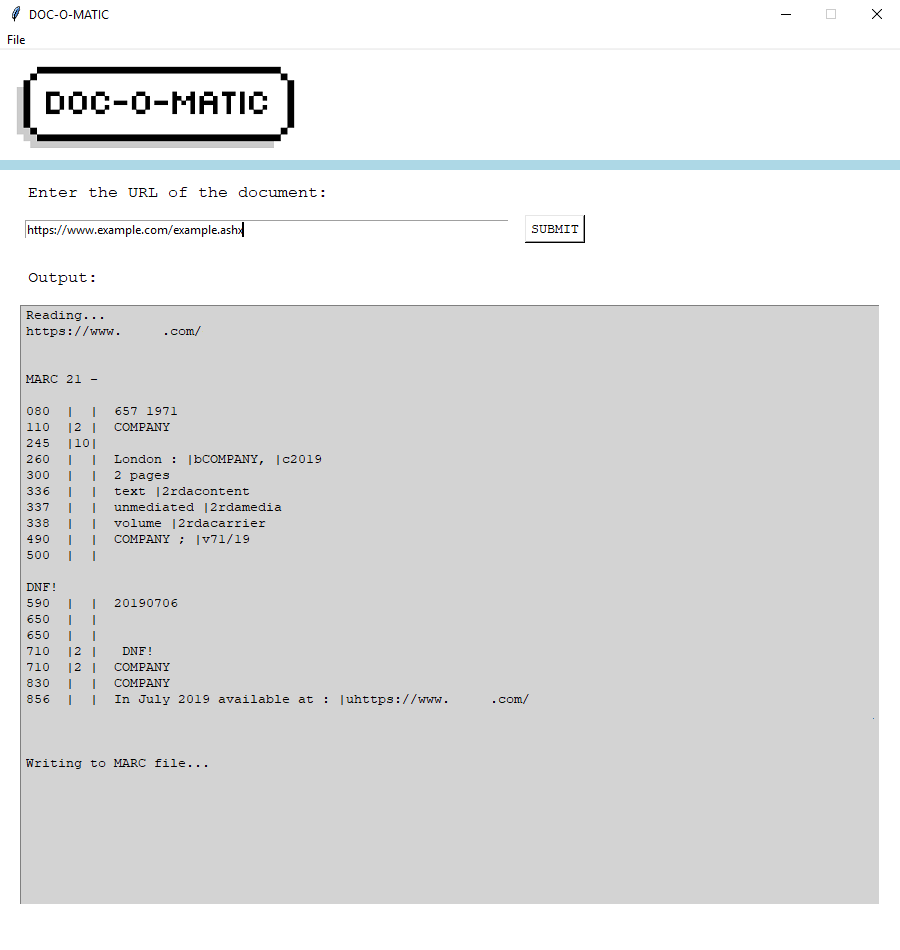 DOC-O-MATIC
File
DOC-O-MATIC
Enter the URL of the document:
https://www.example.com/example.ashx SUBMIT
Output:
Reading...
https://www. .com/
MARC 21 -
080 | | 657 1971
110 |2 | COMPANY
245 |10|
260 | | London : |bCOMPANY, |c2019
300 | | 2 pages
336 | | text |2rdacontent
337 | | unmediated |2rdamedia
338 | | volume |2rdacarrier
490 | | COMPANY ; |v71/19
500 | |
DNF!
590 | | 20190706
650 | |
650 | |
710 |2 | DNF!
710 |2 | COMPANY
830 | | COMPANY
856 | | In July 2019 available at : |uhttps://www. .com/
Writing to MARC file...